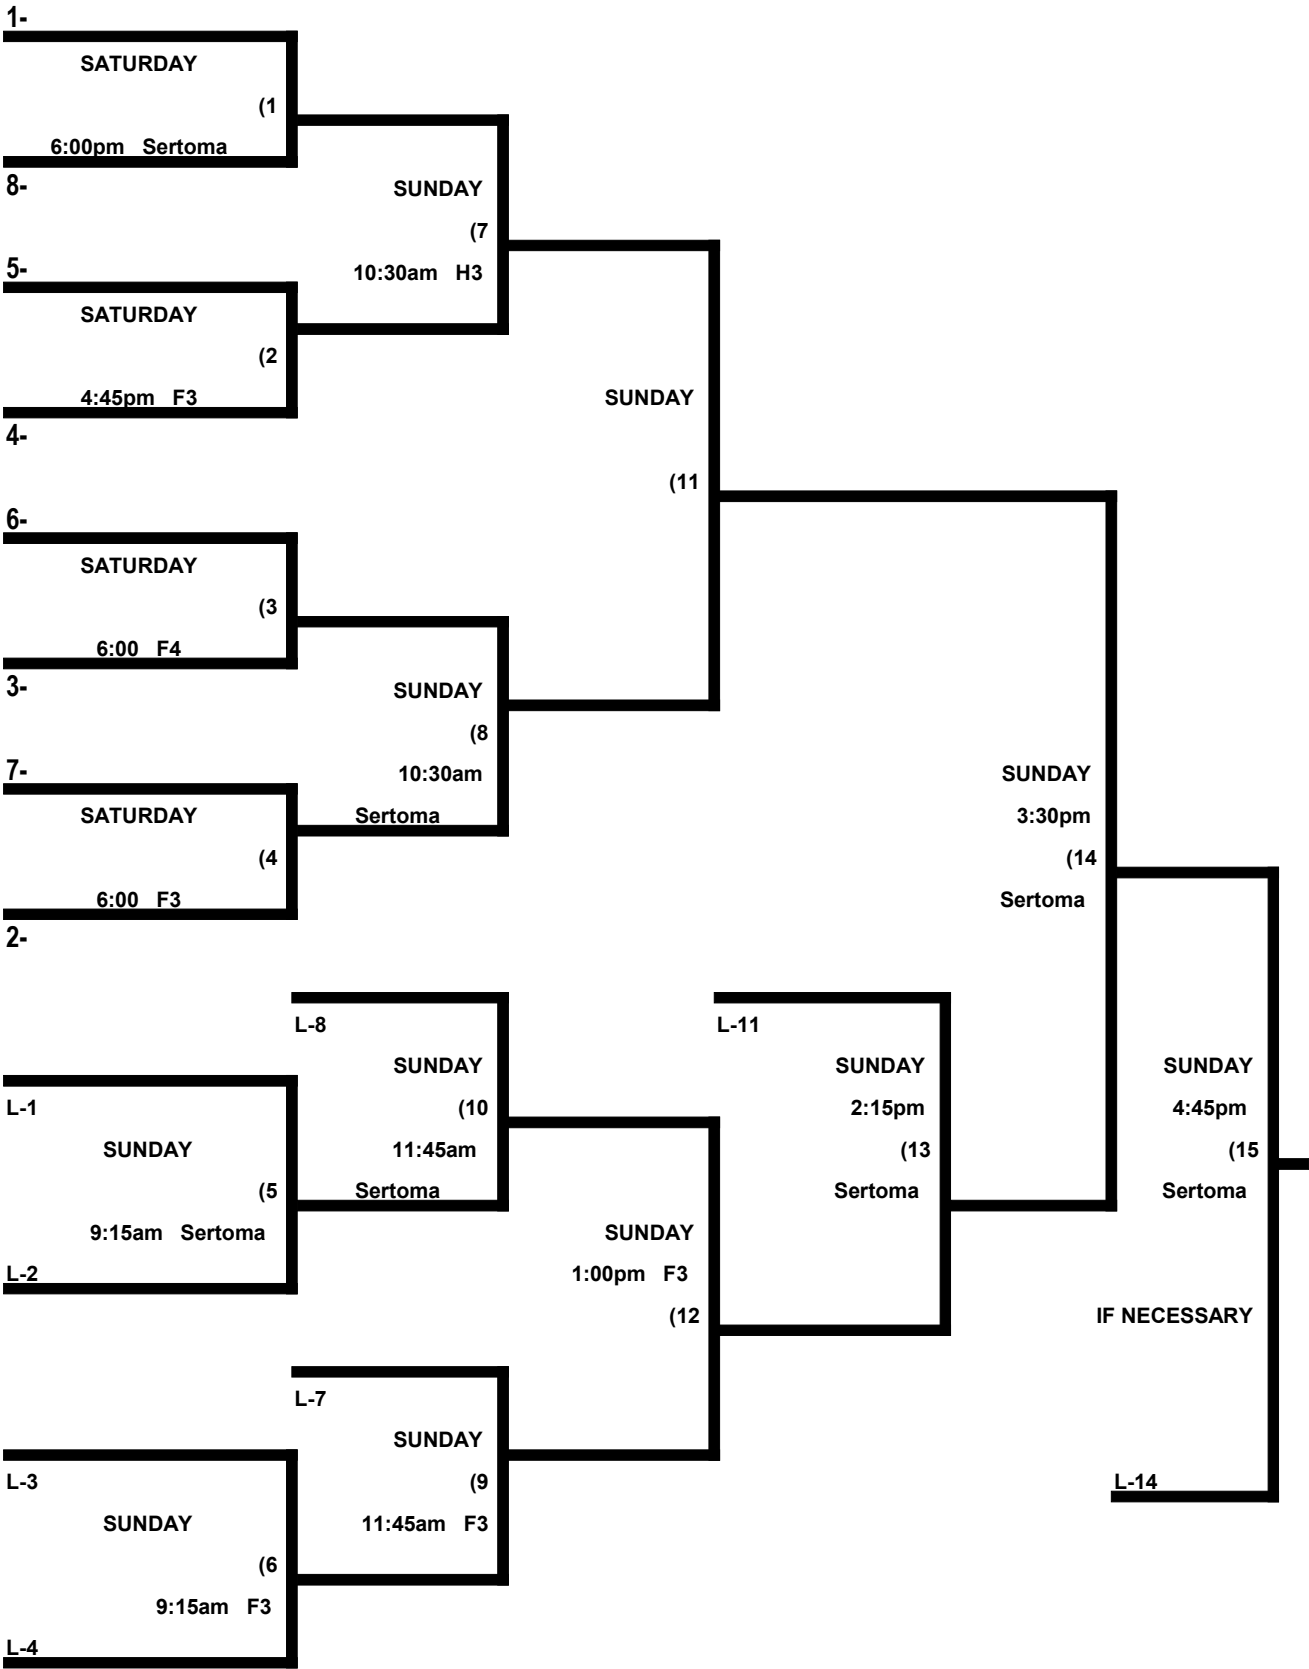 1-
SATURDAY
(1
6:00pm Sertoma
8-
SUNDAY
(7
10:30am H3
5-
SATURDAY
(2
4:45pm F3
4-
SUNDAY
(11
6-
SATURDAY
(3
6:00 F4
3-
SUNDAY
(8
10:30am
Sertoma
7-
SATURDAY
(4
6:00 F3
2-
SUNDAY
3:30pm
(14
Sertoma
L-8
SUNDAY
(10
11:45am
Sertoma
L-1
SUNDAY
(5
9:15am Sertoma
L-2
L-11
SUNDAY
2:15pm
(13
Sertoma
SUNDAY
4:45pm
(15
Sertoma
IF NECESSARY
SUNDAY
1:00pm F3
(12
L-7
SUNDAY
(9
11:45am F3
L-3
SUNDAY
(6
9:15am F3
L-4
L-14